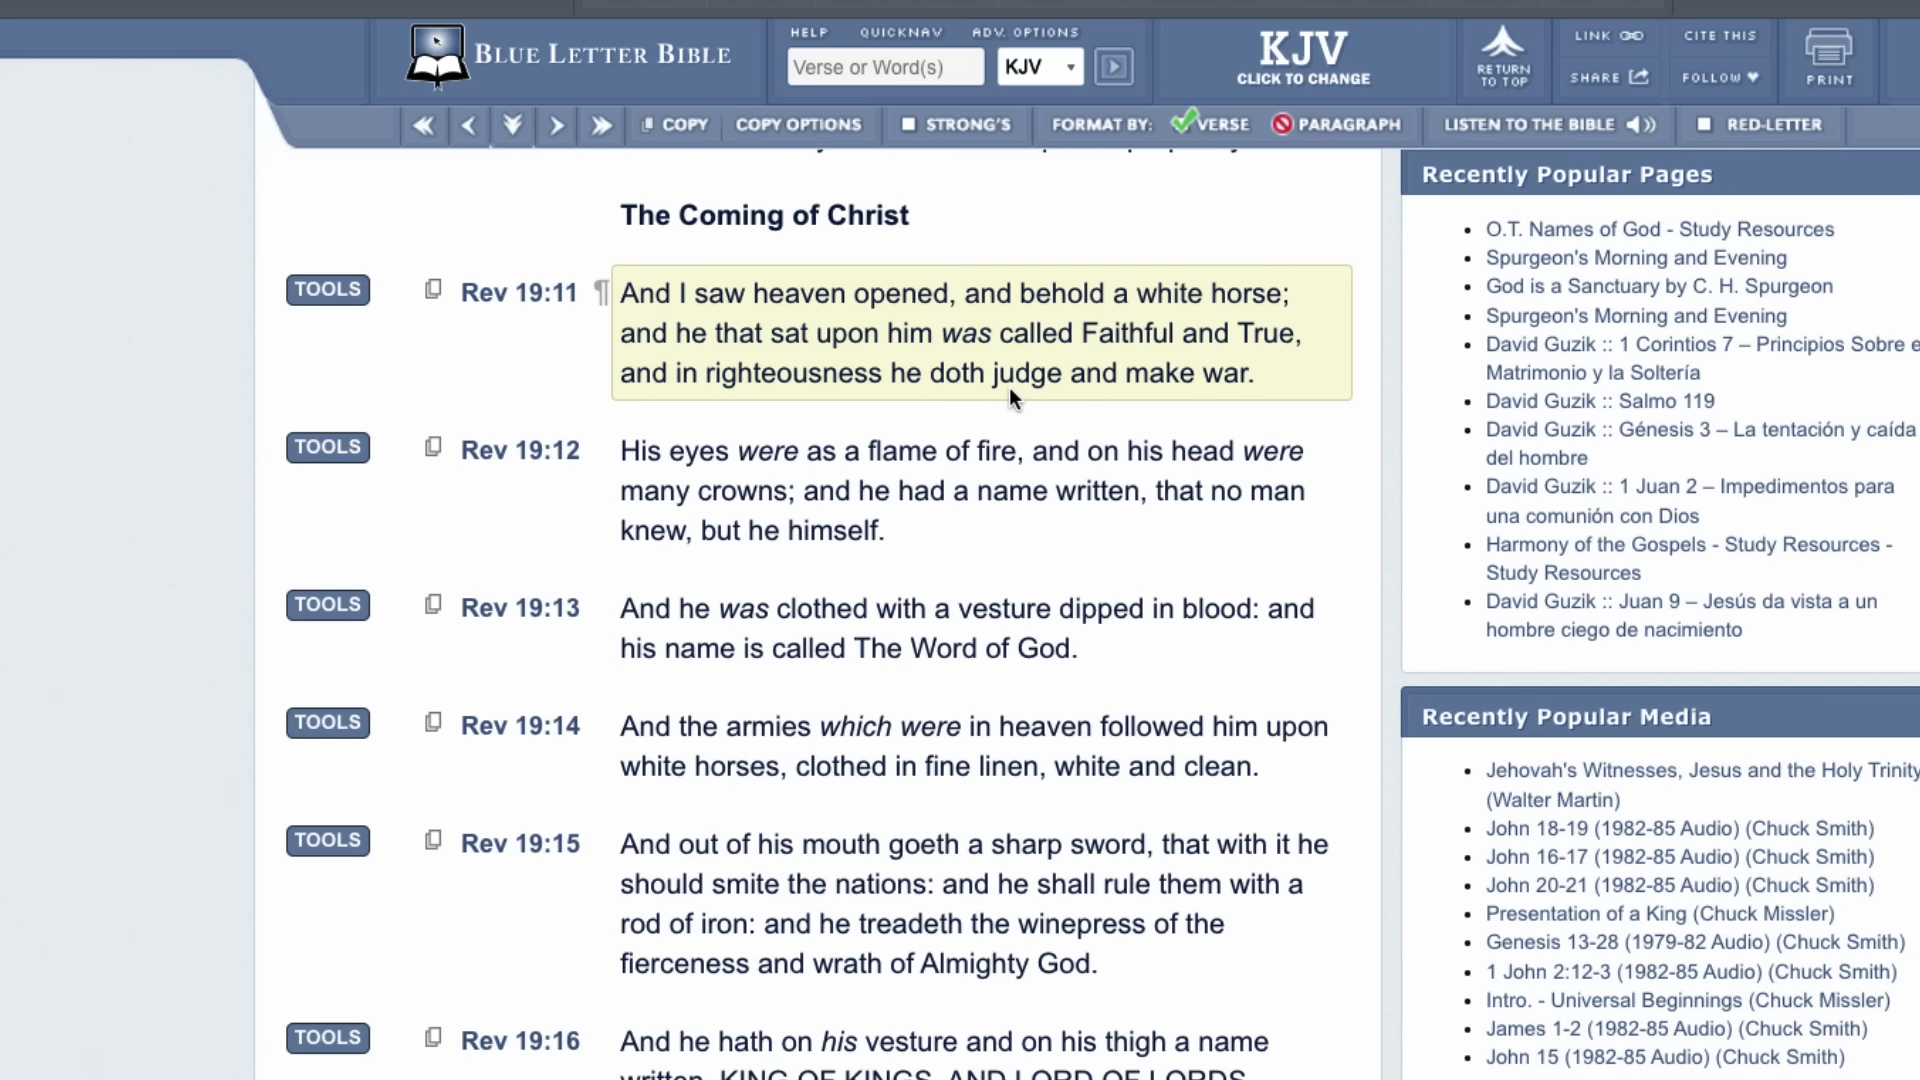 BLUE LETTER BIBLE
HELP QUICKNAV ADV. OPTIONS
Verse or Word(s) KJV
KJV
CLICK TO CHANGE
RETURN
TO TOP
LINK
SHARE
CITE THIS
FOLLOW
PRINT
COPY COPY OPTIONS STRONG'S FORMAT BY: VERSE PARAGRAPH LISTEN TO THE BIBLE RED-LETTER
The Coming of Christ
TOOLS Rev 19:11 ¶ And I saw heaven opened, and behold a white horse;
and he that sat upon him was called Faithful and True,
and in righteousness he doth judge and make war.
TOOLS Rev 19:12 His eyes were as a flame of fire, and on his head were
many crowns; and he had a name written, that no man
knew, but he himself.
TOOLS Rev 19:13 And he was clothed with a vesture dipped in blood: and
his name is called The Word of God.
TOOLS Rev 19:14 And the armies which were in heaven followed him upon
white horses, clothed in fine linen, white and clean.
TOOLS Rev 19:15 And out of his mouth goeth a sharp sword, that with it he
should smite the nations: and he shall rule them with a
rod of iron: and he treadeth the winepress of the
fierceness and wrath of Almighty God.
TOOLS Rev 19:16 And he hath on his vesture and on his thigh a name
written, KING OF KINGS, AND LORD OF LORDS.
Recently Popular Pages
• O.T. Names of God - Study Resources
• Spurgeon's Morning and Evening
• God is a Sanctuary by C. H. Spurgeon
• Spurgeon's Morning and Evening
• David Guzik :: 1 Corintios 7 – Principios Sobre e
Matrimonio y la Soltería
• David Guzik :: Salmo 119
• David Guzik :: Génesis 3 – La tentación y caída
del hombre
• David Guzik :: 1 Juan 2 – Impedimentos para
una comunión con Dios
• Harmony of the Gospels - Study Resources -
Study Resources
• David Guzik :: Juan 9 – Jesús da vista a un
hombre ciego de nacimiento
Recently Popular Media
• Jehovah's Witnesses, Jesus and the Holy Trinity
(Walter Martin)
• John 18-19 (1982-85 Audio) (Chuck Smith)
• John 16-17 (1982-85 Audio) (Chuck Smith)
• John 20-21 (1982-85 Audio) (Chuck Smith)
• Presentation of a King (Chuck Missler)
• Genesis 13-28 (1979-82 Audio) (Chuck Smith)
• 1 John 2:12-3 (1982-85 Audio) (Chuck Smith)
• Intro. - Universal Beginnings (Chuck Missler)
• James 1-2 (1982-85 Audio) (Chuck Smith)
• John 15 (1982-85 Audio) (Chuck Smith)